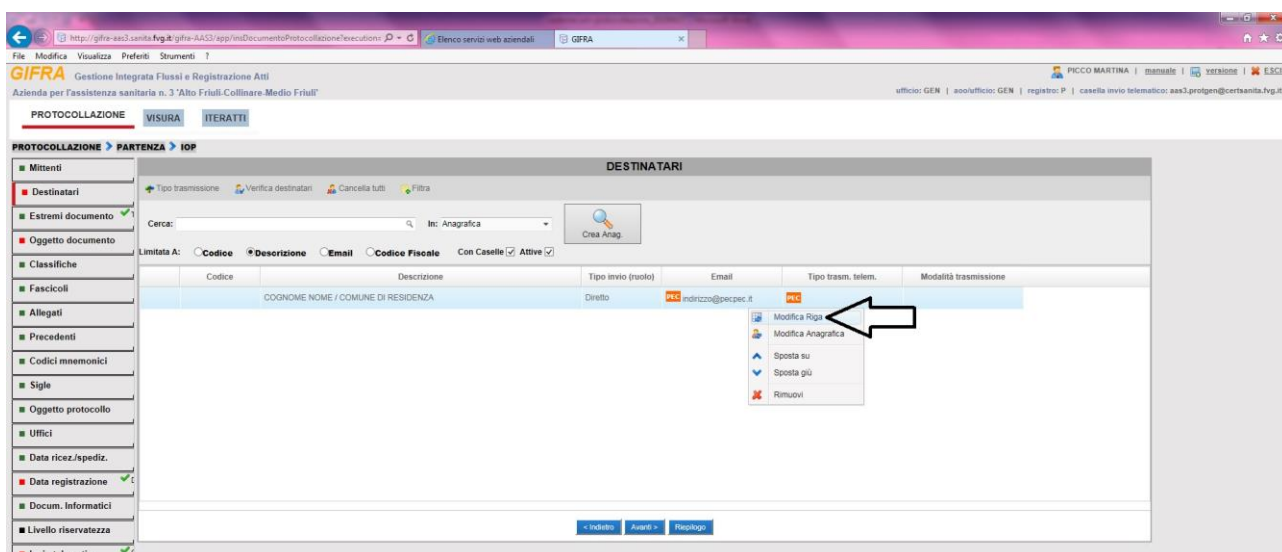 http://gifra-aas3.sanita.fvg.it/gifra-AAS3/app/insDocumentoProtocollazione?execution=
Elenco servizi web aziendali
GIFRA
File Modifica Visualizza Preferiti Strumenti ?
GIFRA Gestione Integrata Flussi e Registrazione Atti
PICCO MARTINA | manuale | versione | ESCI
Azienda per l'assistenza sanitaria n. 3 'Alto Friuli-Collinare-Medio Friuli'
ufficio: GEN | aoo/ufficio: GEN | registro: P | casella invio telematico: aas3.protgen@certsanita.fvg.it
PROTOCOLLAZIONE VISURA ITERATTI
PROTOCOLLAZIONE PARTENZA IOP
Mittenti
Destinatari
Estremi documento
Oggetto documento
Classifiche
Fascicoli
Allegati
Precedenti
Codici mnemonici
Sigle
Oggetto protocollo
Uffici
Data ricez./spediz.
Data registrazione
Docum. Informatici
Livello riservatezza
DESTINATARI
Tipo trasmissione Verifica destinatari Cancella tutti Filtra
Cerca: In: Anagrafica
Crea Anag.
Limitata A: Codice Descrizione Email Codice Fiscale Con Caselle Attive
Codice Descrizione Tipo invio (ruolo) Email Tipo trasm. telem. Modalità trasmissione
COGNOME NOME / COMUNE DI RESIDENZA Diretto PEC indirizzo@pecpec.it PEC
Modifica Riga
Modifica Anagrafica
Sposta su
Sposta giù
Rimuovi
< Indietro Avanti > Riepilogo